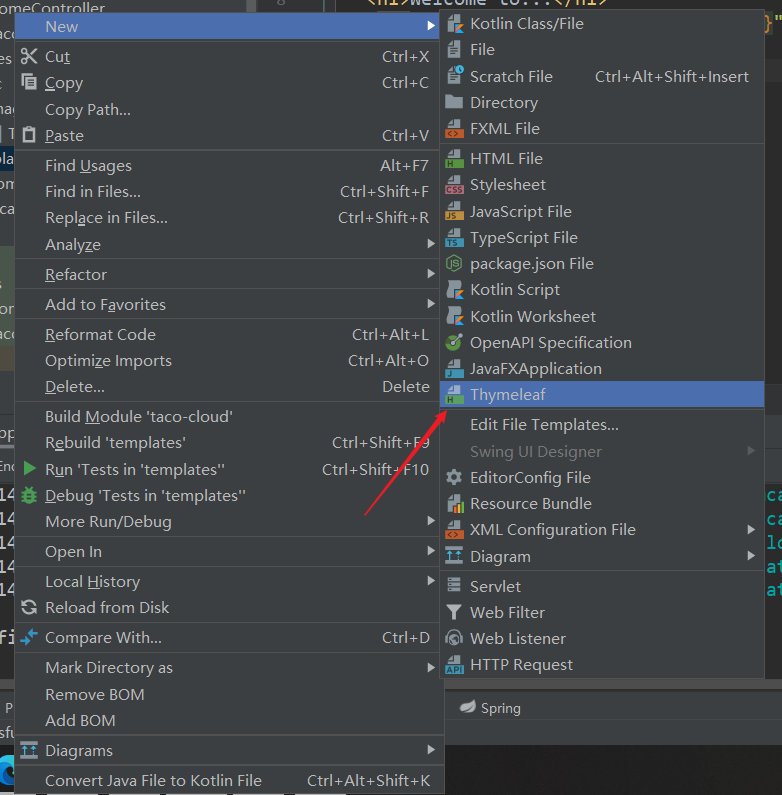 omeController
8 <h1>Welcome to...</h1>
}"
New
Cut Ctrl+X
Copy Ctrl+C
Copy Path...
Paste Ctrl+V
Find Usages Alt+F7
Find in Files... Ctrl+Shift+F
Replace in Files... Ctrl+Shift+R
Analyze
Refactor
Add to Favorites
Reformat Code Ctrl+Alt+L
Optimize Imports Ctrl+Alt+O
Delete... Delete
Build Module 'taco-cloud'
Rebuild 'templates' Ctrl+Shift+F9
Run 'Tests in 'templates'' Ctrl+Shift+F10
Debug 'Tests in 'templates''
More Run/Debug
Open In
Local History
Reload from Disk
Compare With... Ctrl+D
Mark Directory as
Remove BOM
Add BOM
Diagrams
Convert Java File to Kotlin File Ctrl+Alt+Shift+K
Kotlin Class/File
File
Scratch File Ctrl+Alt+Shift+Insert
Directory
FXML File
HTML File
Stylesheet
JavaScript File
TypeScript File
package.json File
Kotlin Script
Kotlin Worksheet
OpenAPI Specification
JavaFXApplication
Thymeleaf
Edit File Templates...
Swing UI Designer
EditorConfig File
Resource Bundle
XML Configuration File
Diagram
Servlet
Web Filter
Web Listener
HTTP Request
Spring